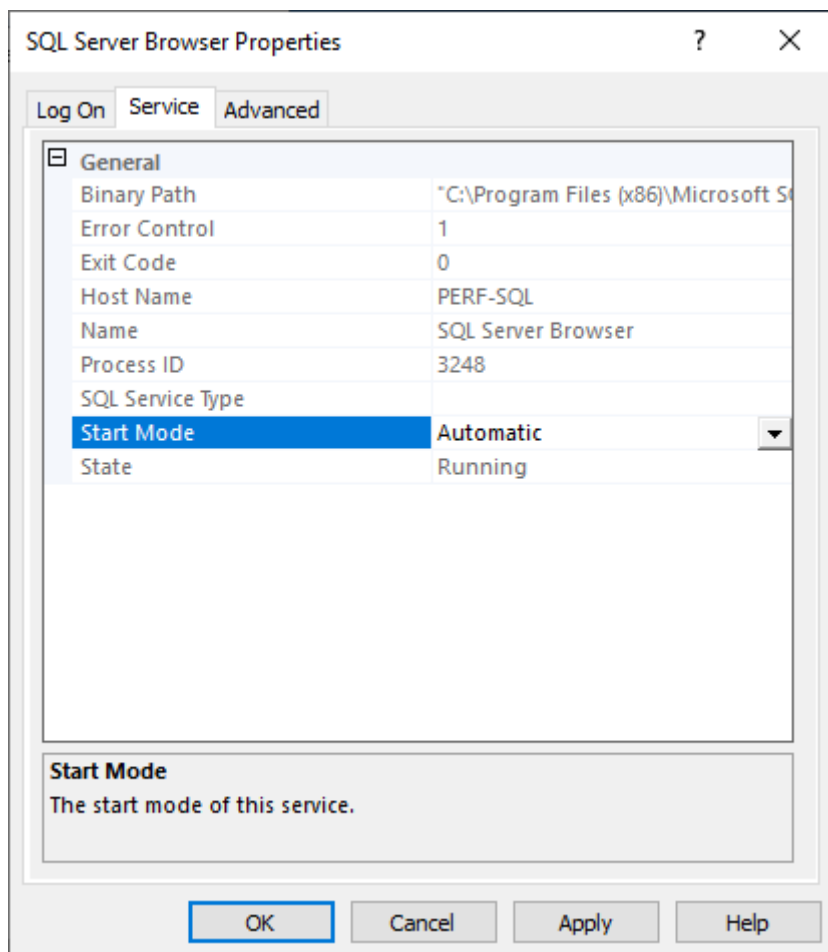 SQL Server Browser Properties ?
Log On Service Advanced
General
Binary Path "C:\Program Files (x86)\Microsoft
Error Control 1
Exit Code 0
Host Name PERF-SQL
Name SQL Server Browser
Process ID 3248
SQL Service Type
Start Mode Automatic
State Running
Start Mode
The start mode of this service.
OK Cancel Apply Help